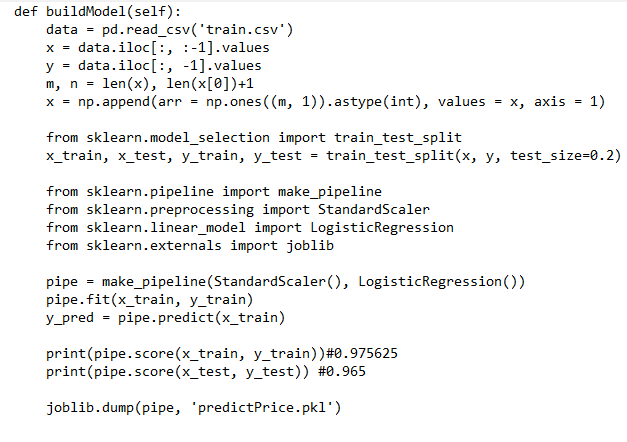 def buildModel(self):
    data = pd.read_csv('train.csv')
    x = data.iloc[:, :-1].values
    y = data.iloc[:, -1].values
    m, n = len(x), len(x[0])+1
    x = np.append(arr = np.ones((m, 1)).astype(int), values = x, axis = 1)
    from sklearn.model_selection import train_test_split
    x_train, x_test, y_train, y_test = train_test_split(x, y, test_size=0.2)
    from sklearn.pipeline import make_pipeline
    from sklearn.preprocessing import StandardScaler
    from sklearn.linear_model import LogisticRegression
    from sklearn.externals import joblib
    pipe = make_pipeline(StandardScaler(), LogisticRegression())
    pipe.fit(x_train, y_train)
    y_pred = pipe.predict(x_train)
    print(pipe.score(x_train, y_train))#0.975625
    print(pipe.score(x_test, y_test)) #0.965
    joblib.dump(pipe, 'predictPrice.pkl')